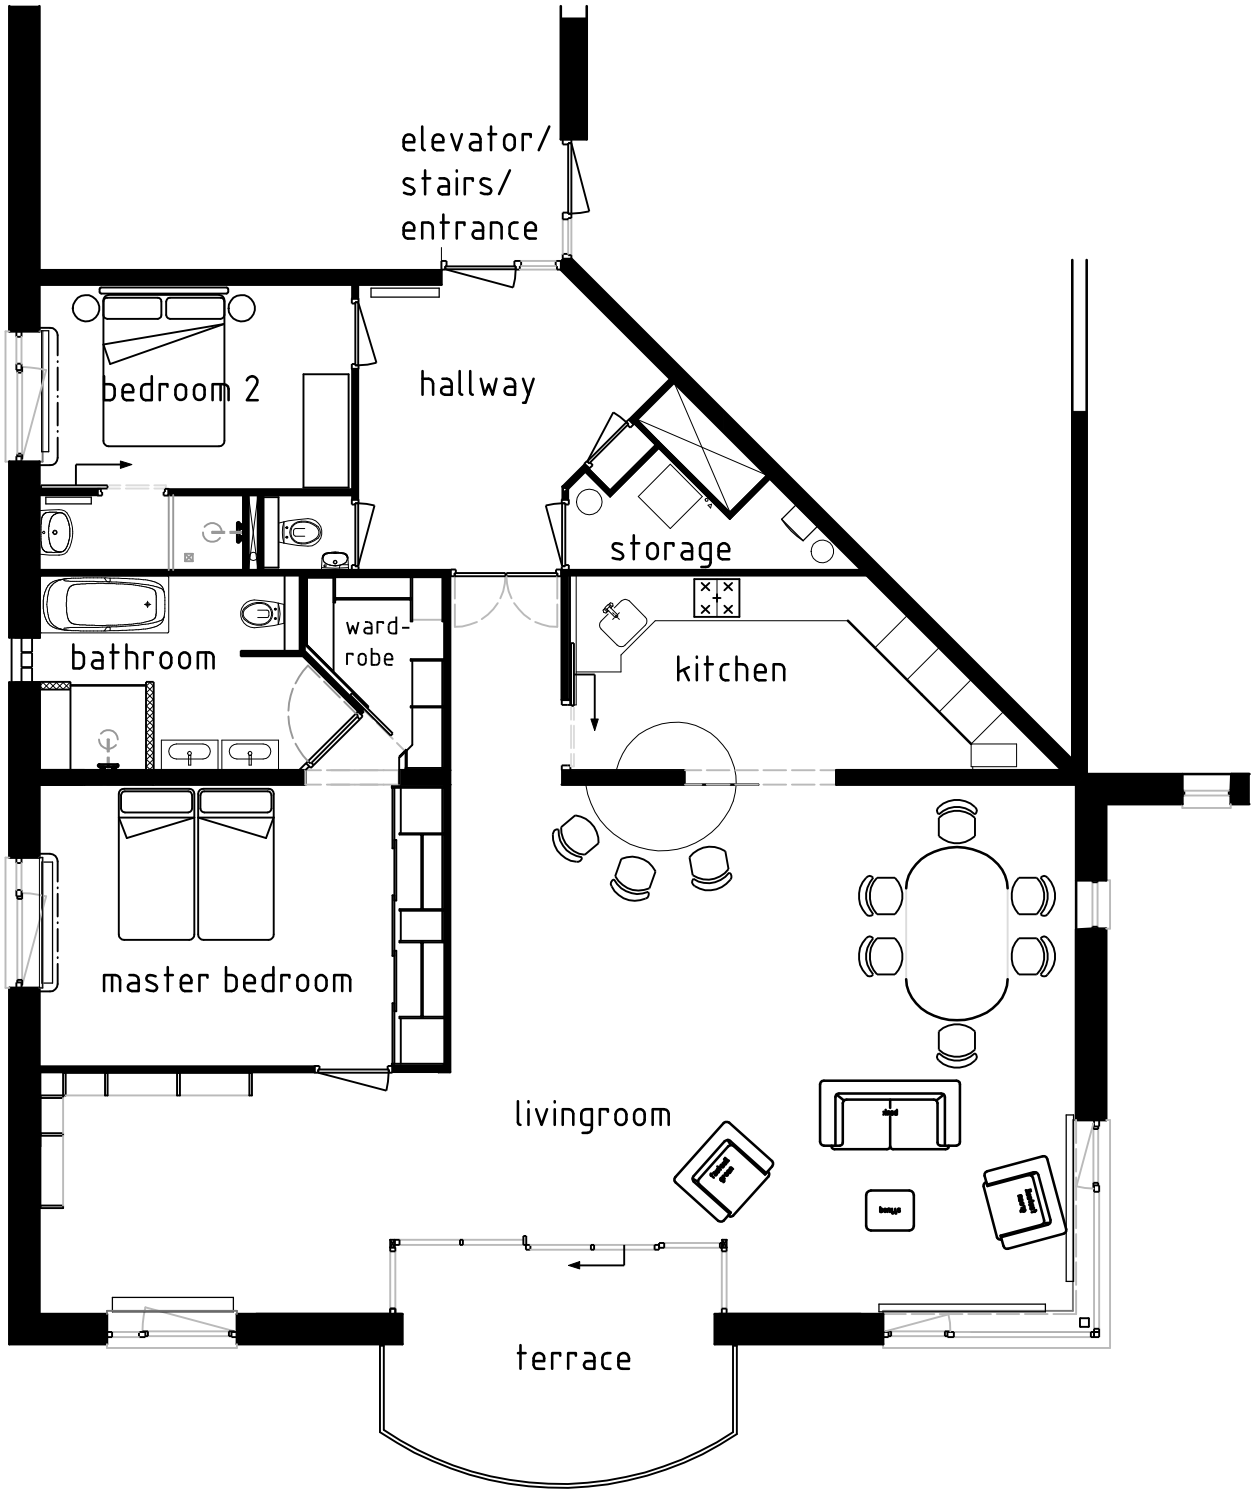 elevator/
stairs/
entrance
bedroom 2
hallway
storage
ward-
robe
bathroom
kitchen
master bedroom
livingroom
terrace